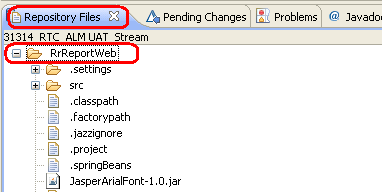 Repository Files Pending Changes Problems Javadoc
31314 RTC ALM UAT Stream
RrReportWeb
.settings
src
.classpath
.factorypath
.jazzignore
.project
.springBeans
JasperArialFont-1.0.jar